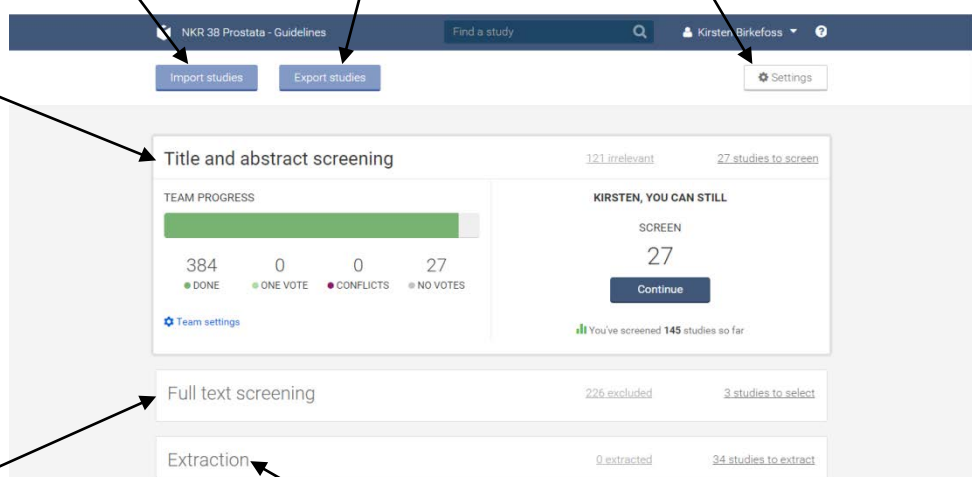 NKR 38 Prostata - Guidelines Find a study Kirsten Birkefoss ?
Import studies Export studies Settings
Title and abstract screening 121 irrelevant 27 studies to screen
TEAM PROGRESS
384 0 0 27
DONE ONE VOTE CONFLICTS NO VOTES
Team settings
KIRSTEN, YOU CAN STILL
SCREEN
27
Continue
You've screened 145 studies so far
Full text screening 226 excluded 3 studies to select
Extraction 0 extracted 34 studies to extract